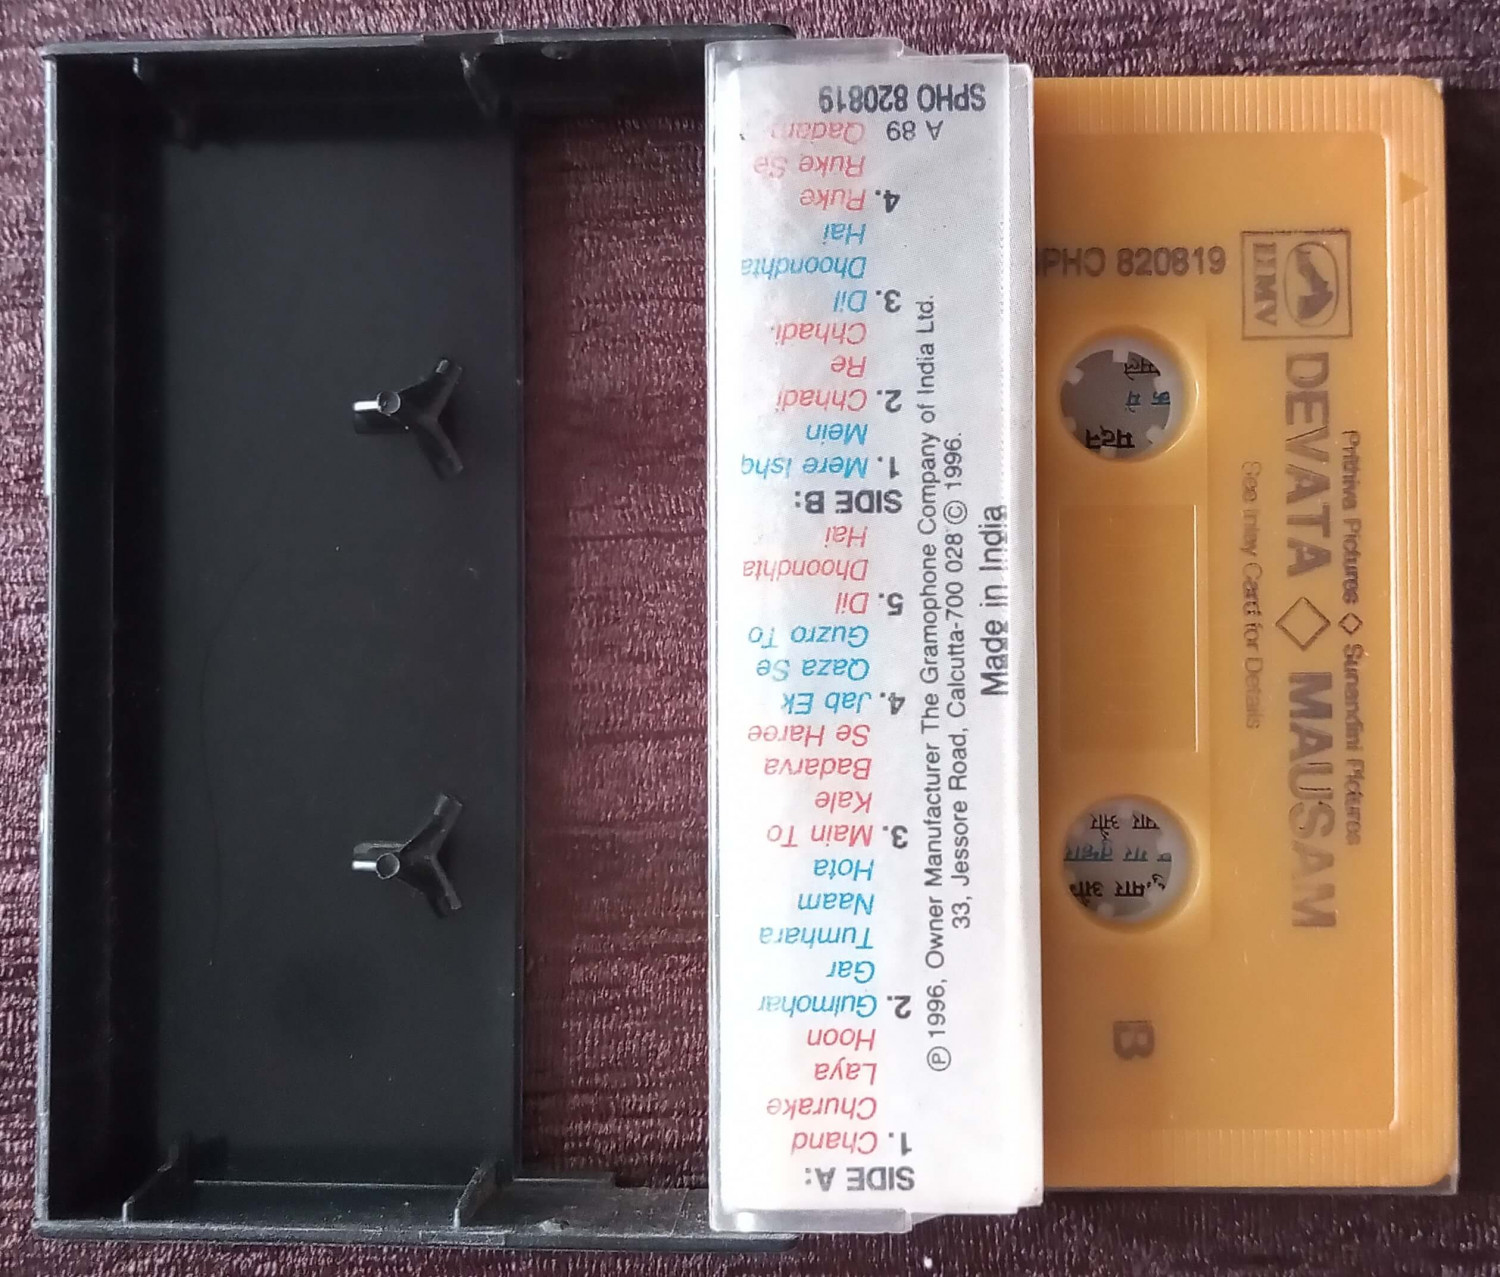 SIDE A:
1. Chand
Churake
Laya
Hoon
2. Gulmohar
Gar
Tumhara
Naam
Hota
3. Main To
Kale
Badarva
Se Haree
4. Jab Ek
Qaza Se
Guzro To
5. Dil
Dhoondhta
Hai
SIDE B:
1. Mere Ishq
Mein
2. Chhadi
Re
Chhadi.
3. Dil
Dhoondhta
Hai
4. Ruke
Ruke Se
Qadam
A 89
SPHO 820819
℗ 1996, Owner Manufacturer The Gramophone Company of India Ltd.
33, Jessore Road, Calcutta-700 028 © 1996.
Made in India
PHO 820819
HMV
Prithiva Pictures ◇ Sunandini Pictures
DEVATA ◇ MAUSAM
See Inlay Card for Details
B